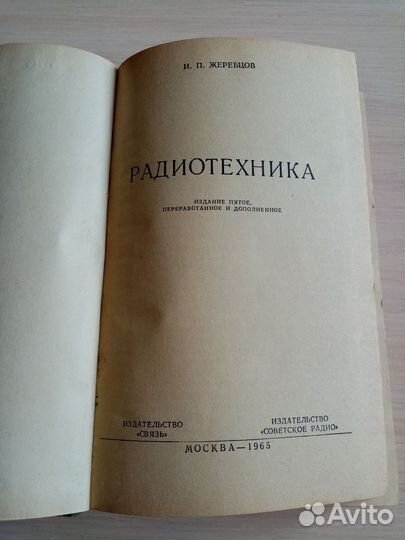 И. П. ЖЕРЕБЦОВ
РАДИОТЕХНИКА
ИЗДАНИЕ ПЯТОЕ,
ПЕРЕРАБОТАННОЕ И ДОПОЛНЕННОЕ
ИЗДАТЕЛЬСТВО
«СВЯЗЬ»
ИЗДАТЕЛЬСТВО
«СОВЕТСКОЕ РАДИО»
МОСКВА—1965
Avito